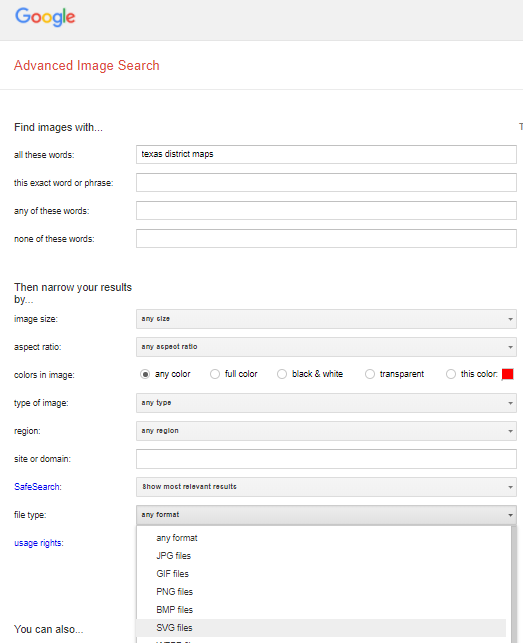 Google
Advanced Image Search
Find images with...
all these words: texas district maps
this exact word or phrase:
any of these words:
none of these words:
Then narrow your results
by...
image size: any size
aspect ratio: any aspect ratio
colors in image: any color full color black & white transparent this color:
type of image: any type
region: any region
site or domain:
SafeSearch: Show most relevant results
file type: any format
usage rights:
any format
JPG files
GIF files
PNG files
BMP files
SVG files
You can also...